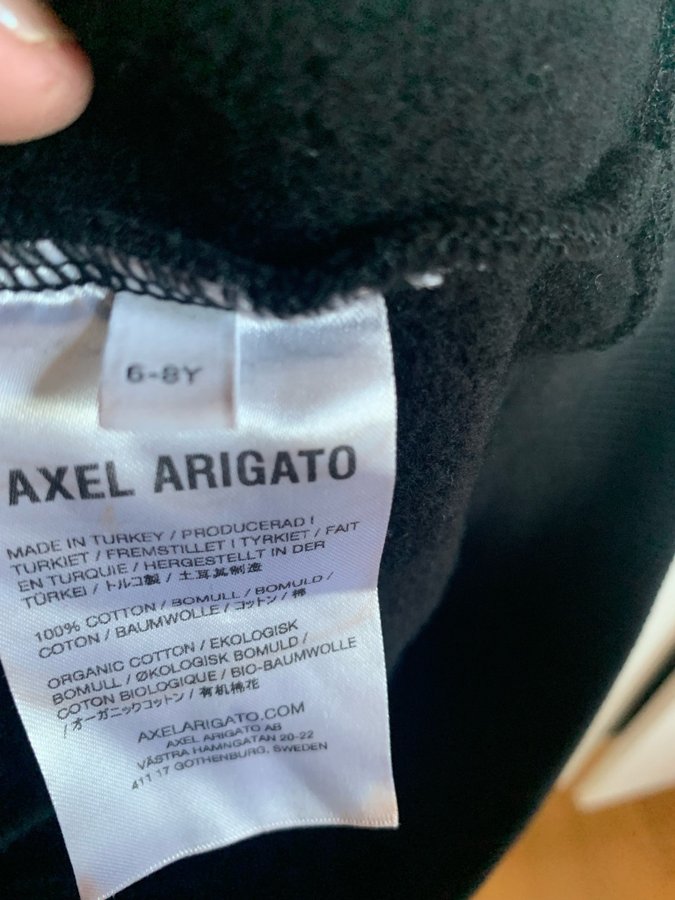 6-8Y
AXEL ARIGATO
MADE IN TURKEY / PRODUCERAD I
TURKIET / FREMSTILLET I TYRKIET / FAIT
EN TURQUIE / HERGESTELLT IN DER
TÜRKEI / トルコ製 / 土耳其制造
100% COTTON / BOMULL / BOMULD /
COTON / BAUMWOLLE / コットン / 棉
ORGANIC COTTON / EKOLOGISK
BOMULL / ØKOLOGISK BOMULD /
COTON BIOLOGIQUE / BIO-BAUMWOLLE
/ オーガニックコットン / 有机棉花
AXELARIGATO.COM
AXEL ARIGATO AB
VÄSTRA HAMNGATAN 20-22
411 17 GOTHENBURG, SWEDEN